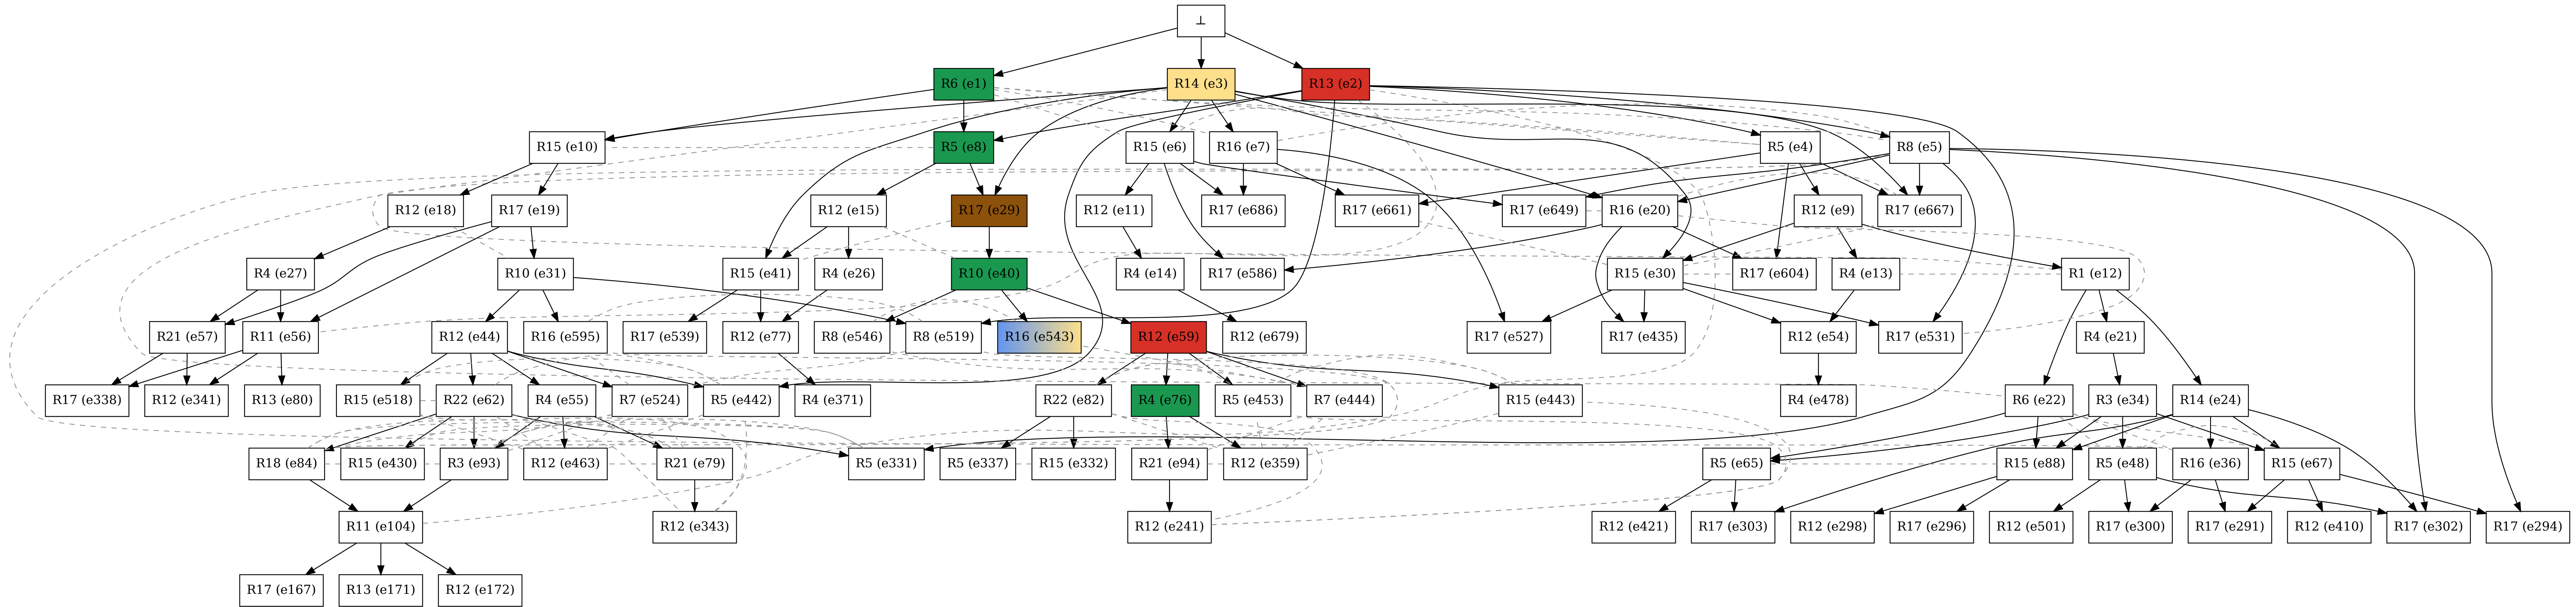 ⊥
R6 (e1)
R14 (e3)
R13 (e2)
R15 (e10)
R5 (e8)
R15 (e6)
R16 (e7)
R5 (e4)
R8 (e5)
R12 (e18)
R17 (e19)
R12 (e15)
R17 (e29)
R12 (e11)
R17 (e686)
R17 (e661)
R17 (e649)
R16 (e20)
R12 (e9)
R17 (e667)
R4 (e27)
R10 (e31)
R15 (e41)
R4 (e26)
R10 (e40)
R4 (e14)
R17 (e586)
R15 (e30)
R17 (e604)
R4 (e13)
R1 (e12)
R21 (e57)
R11 (e56)
R12 (e44)
R16 (e595)
R17 (e539)
R12 (e77)
R8 (e546)
R8 (e519)
R16 (e543)
R12 (e59)
R12 (e679)
R17 (e527)
R17 (e435)
R12 (e54)
R17 (e531)
R4 (e21)
R17 (e338)
R12 (e341)
R13 (e80)
R15 (e518)
R22 (e62)
R4 (e55)
R7 (e524)
R5 (e442)
R4 (e371)
R22 (e82)
R4 (e76)
R5 (e453)
R7 (e444)
R15 (e443)
R4 (e478)
R6 (e22)
R3 (e34)
R14 (e24)
R18 (e84)
R15 (e430)
R3 (e93)
R12 (e463)
R21 (e79)
R5 (e331)
R5 (e337)
R15 (e332)
R21 (e94)
R12 (e359)
R5 (e65)
R15 (e88)
R5 (e48)
R16 (e36)
R15 (e67)
R11 (e104)
R12 (e343)
R12 (e241)
R12 (e421)
R17 (e303)
R12 (e298)
R17 (e296)
R12 (e501)
R17 (e300)
R17 (e291)
R12 (e410)
R17 (e302)
R17 (e294)
R17 (e167)
R13 (e171)
R12 (e172)